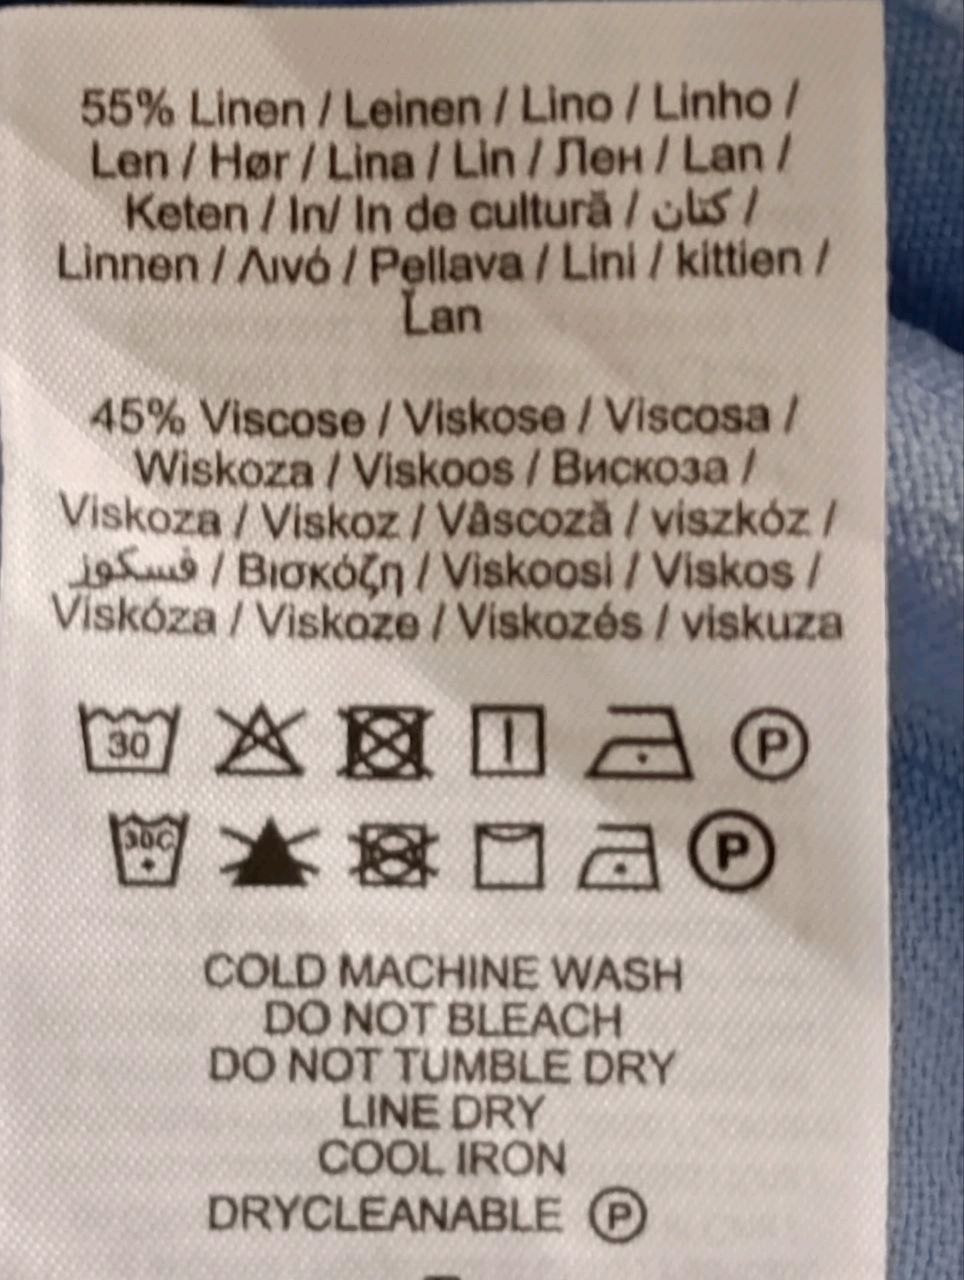 55% Linen / Leinen / Lino / Linho /
Len / Hør / Lina / Lin / Лен / Lan /
Keten / In/ In de cultură / كتان /
Linnen / Λινό / Pellava / Lini / kittien /
Ľan
45% Viscose / Viskose / Viscosa /
Wiskoza / Viskoos / Вискоза /
Viskoza / Viskoz / Vâscoză / viszkóz /
فسكوز / Βισκόζη / Viskoosi / Viskos /
Viskóza / Viskoze / Viskozés / viskuza
30 P
30C P
COLD MACHINE WASH
DO NOT BLEACH
DO NOT TUMBLE DRY
LINE DRY
COOL IRON
DRYCLEANABLE P